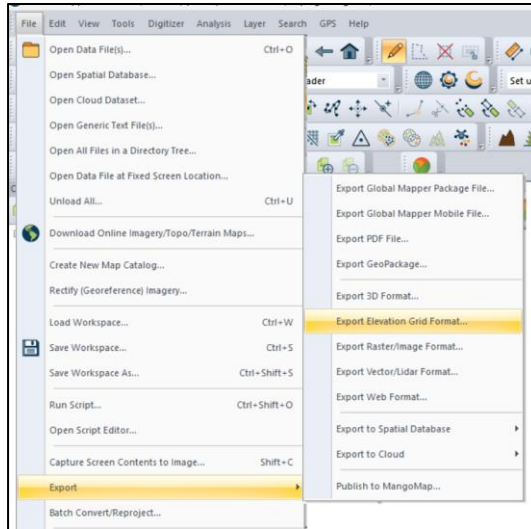 File Edit View Tools Digitizer Analysis Layer Search GPS Help
Open Data File(s)... Ctrl+O
Open Spatial Database...
Open Cloud Dataset...
Open Generic Text File(s)...
Open All Files in a Directory Tree...
Open Data File at Fixed Screen Location...
Unload All... Ctrl+U
Download Online Imagery/Topo/Terrain Maps...
Create New Map Catalog...
Rectify (Georeference) Imagery...
Load Workspace... Ctrl+W
Save Workspace... Ctrl+S
Save Workspace As... Ctrl+Shift+S
Run Script... Ctrl+Shift+O
Open Script Editor...
Capture Screen Contents to Image... Shift+C
Export
Batch Convert/Reproject...
ader
Set u
Export Global Mapper Package File...
Export Global Mapper Mobile File...
Export PDF File...
Export GeoPackage...
Export 3D Format...
Export Elevation Grid Format...
Export Raster/Image Format...
Export Vector/Lidar Format...
Export Web Format...
Export to Spatial Database
Export to Cloud
Publish to MangoMap...